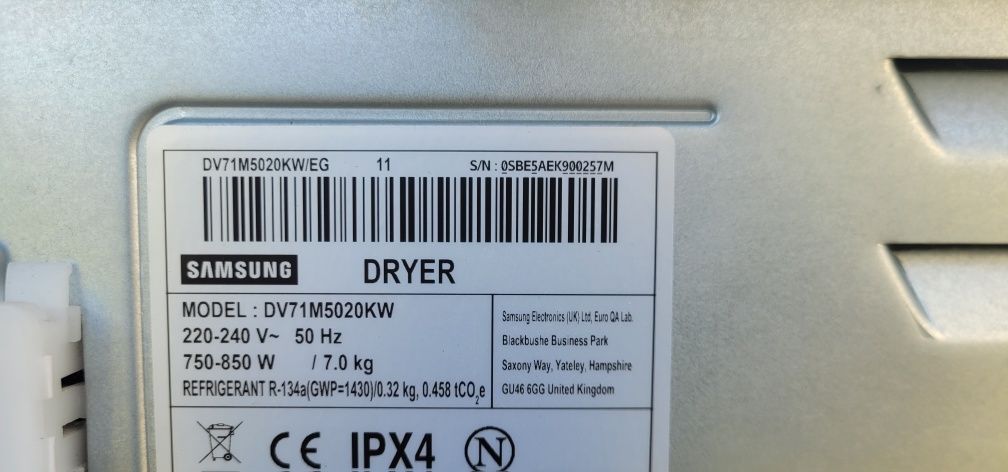 DV71M5020KW/EG 11 S/N : 0SBE5AEK900257M
SAMSUNG DRYER
MODEL : DV71M5020KW
220-240 V~ 50 Hz
750-850 W / 7.0 kg
REFRIGERANT R-134a(GWP=1430)/0.32 kg, 0.458 tCO₂e
Samsung Electronics (UK) Ltd, Euro QA Lab.
Blackbushe Business Park
Saxony Way, Yateley, Hampshire
GU46 6GG United Kingdom
CE IPX4 N